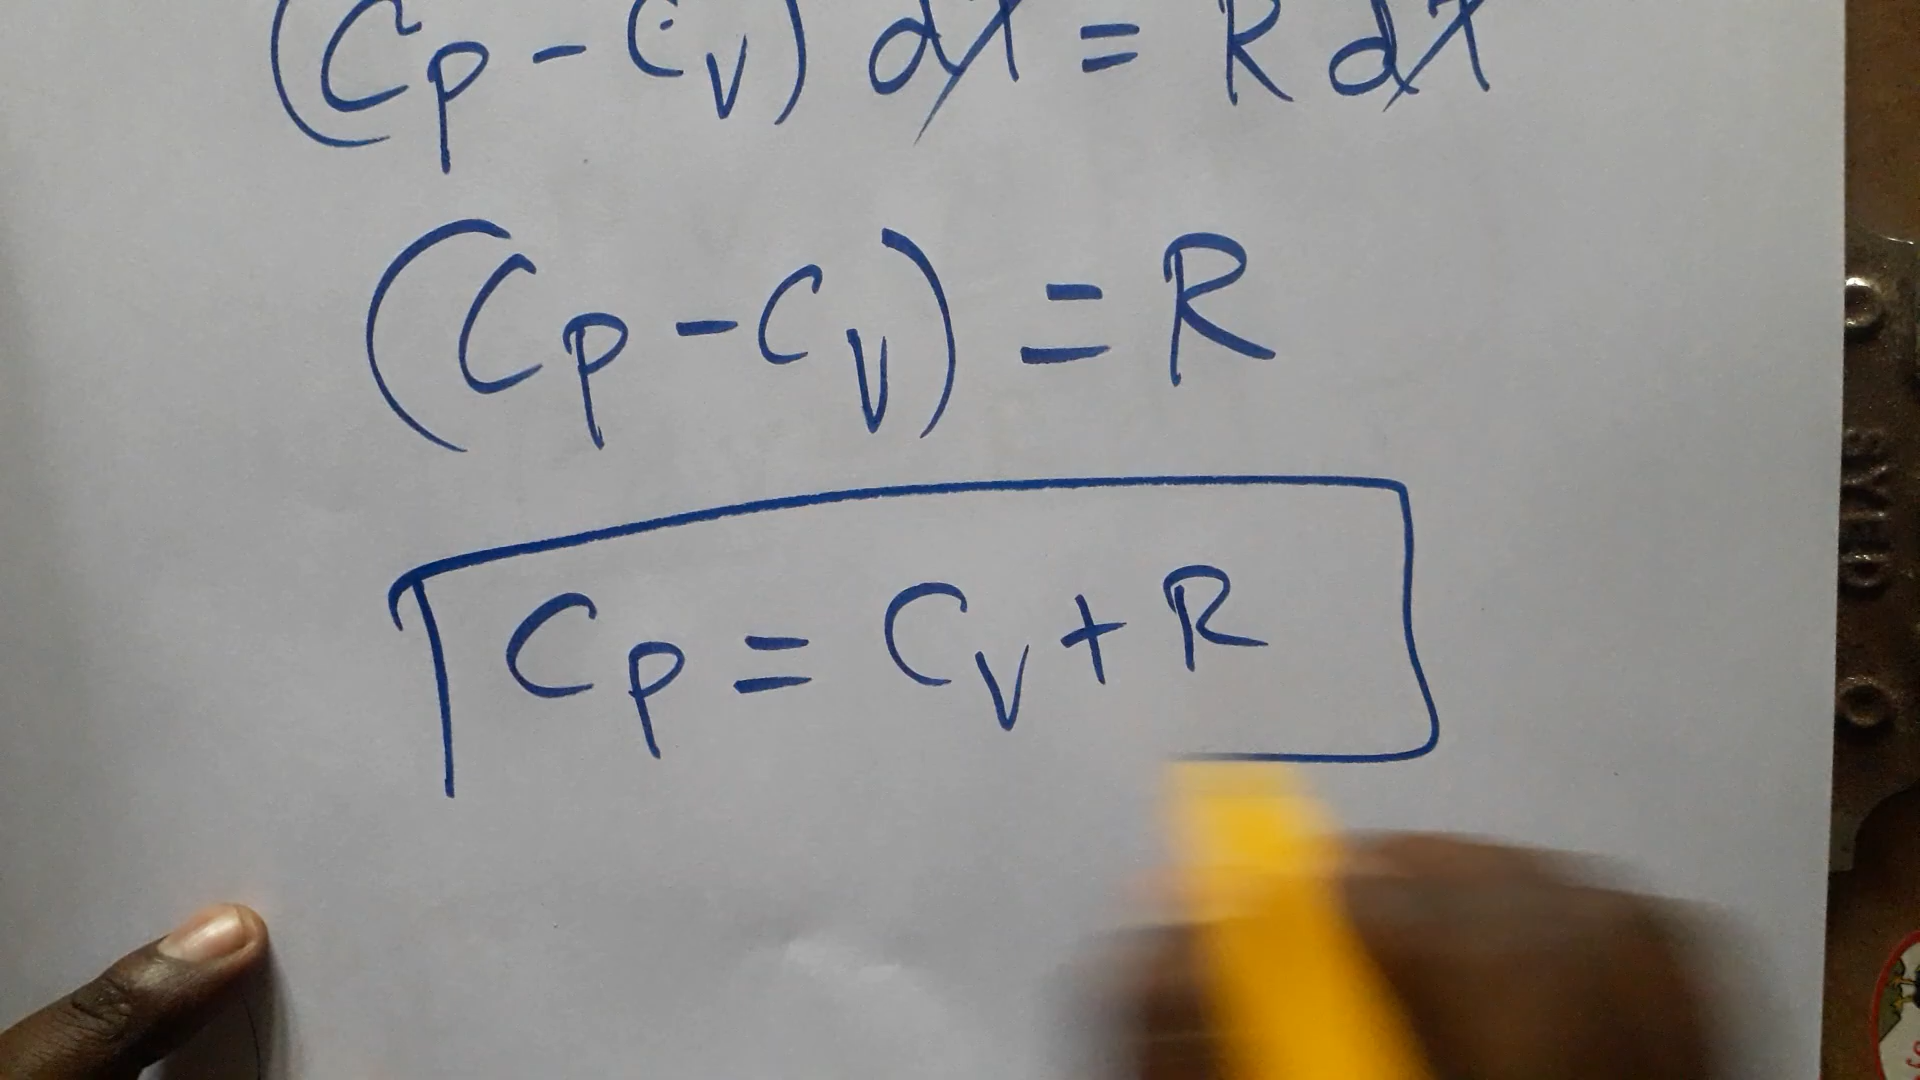 (Cp - Cv) dT = R dT
(Cp - Cv) = R
Cp = Cv + R